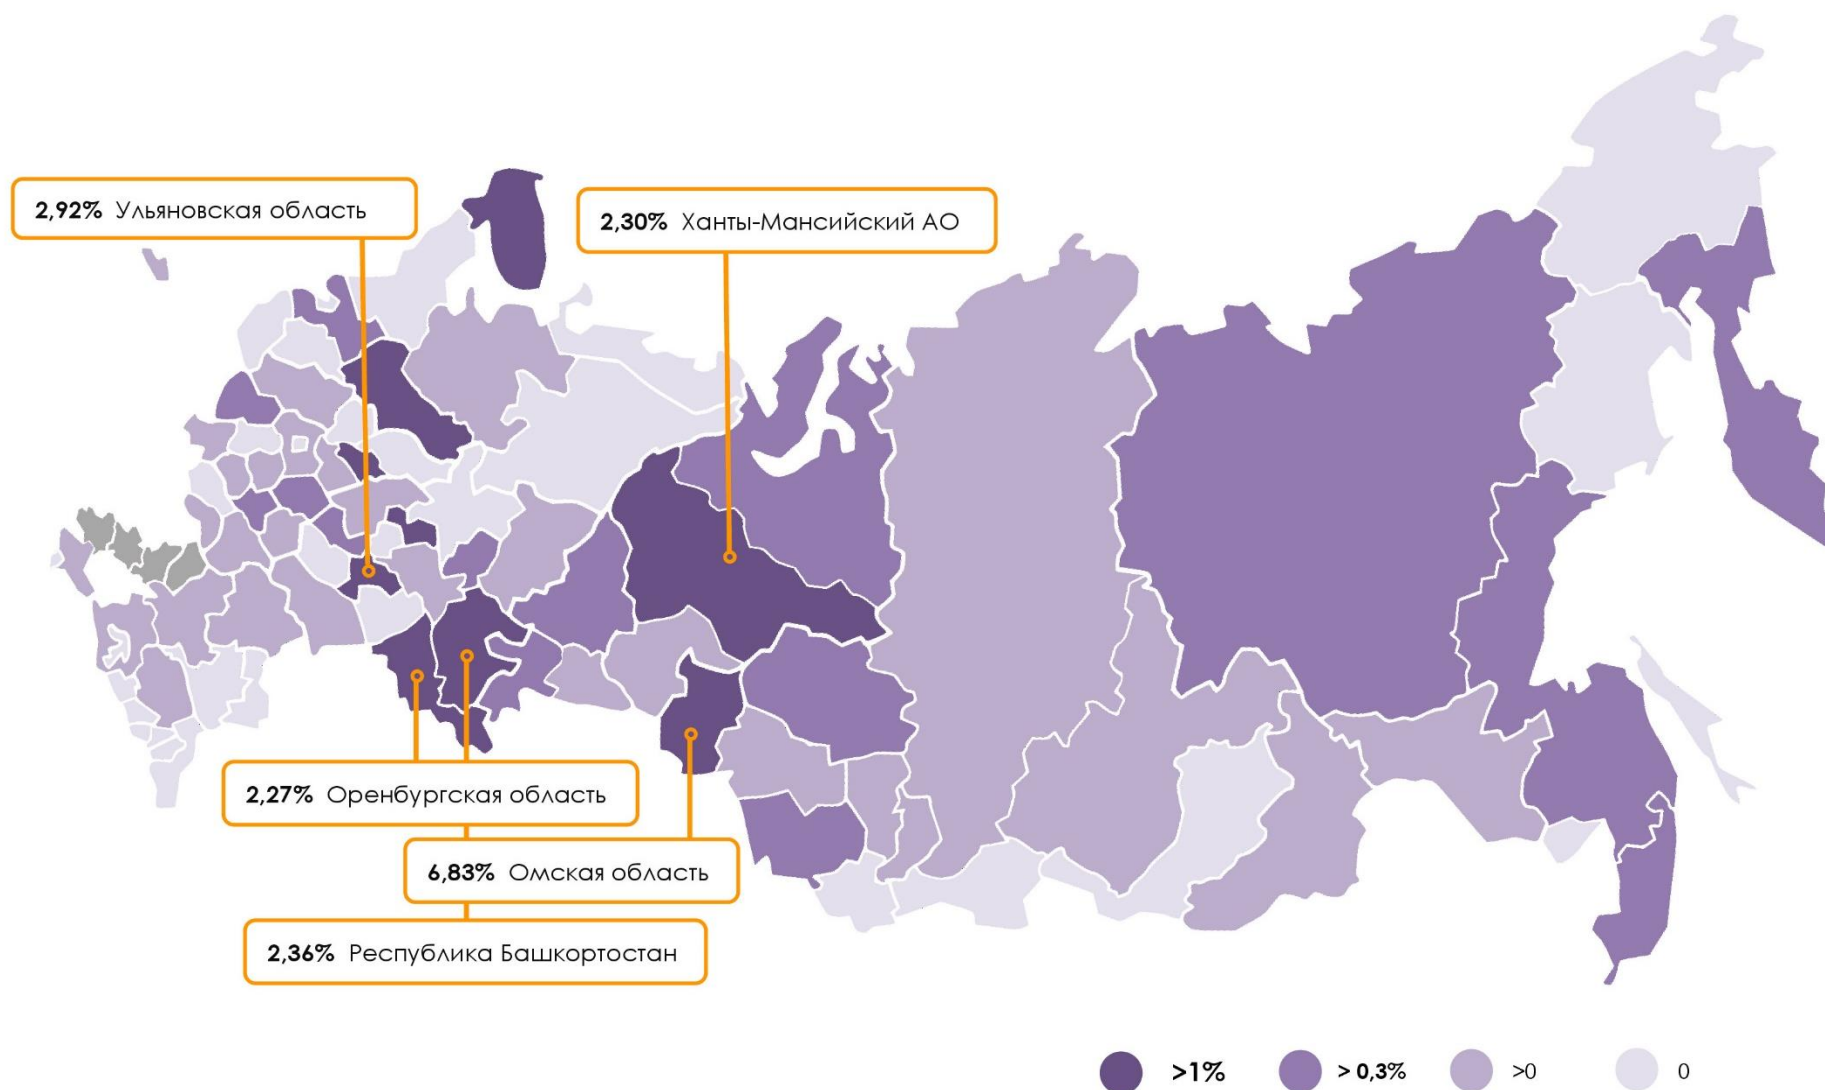 2,92% Ульяновская область
2,30% Ханты-Мансийский АО
2,27% Оренбургская область
6,83% Омская область
2,36% Республика Башкортостан
>1% > 0,3% >0 0